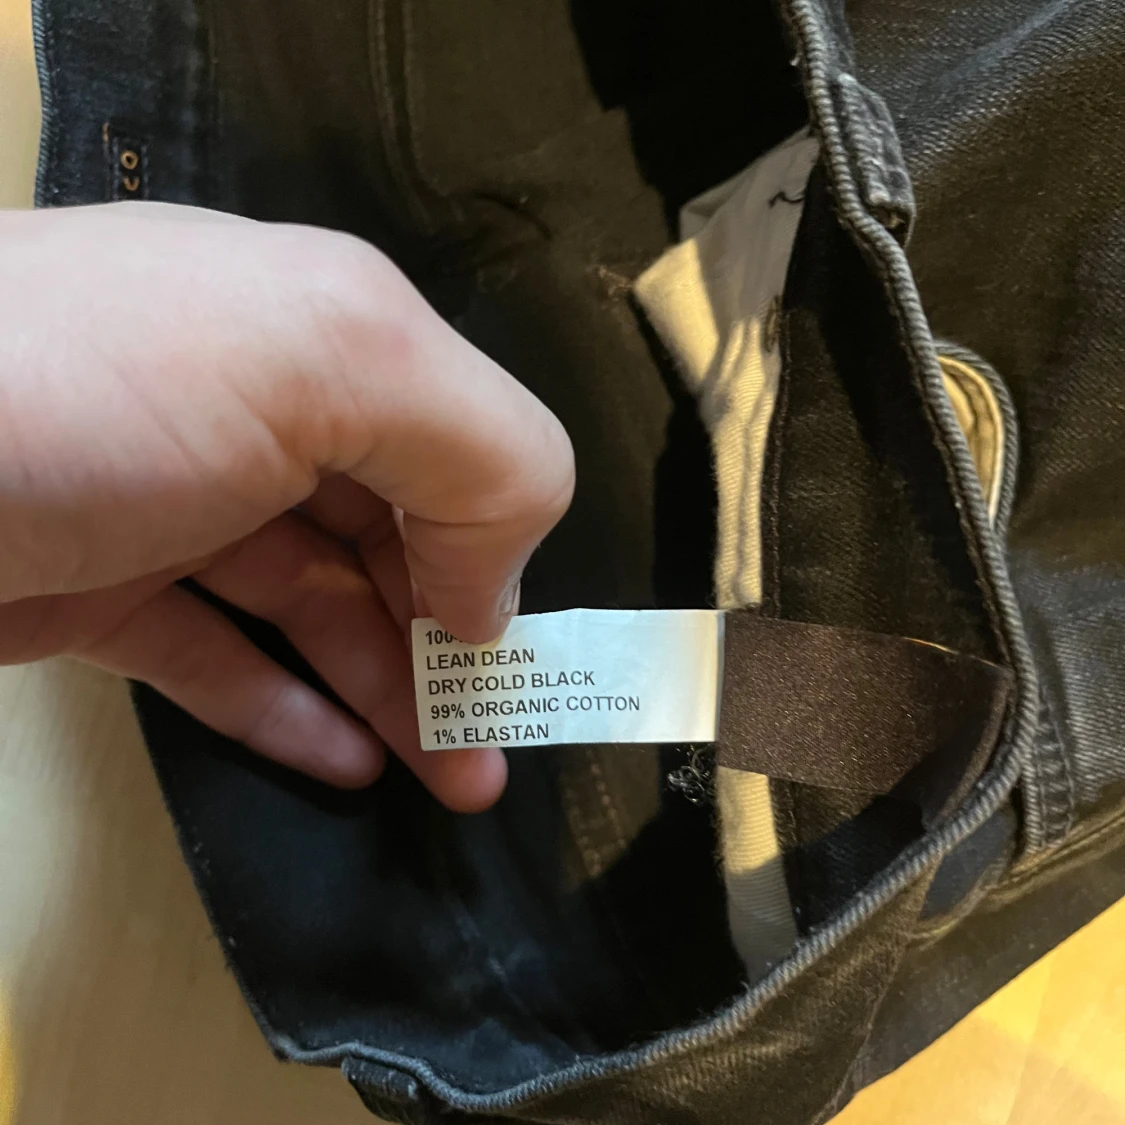 LEAN DEAN
DRY COLD BLACK
99% ORGANIC COTTON
1% ELASTAN